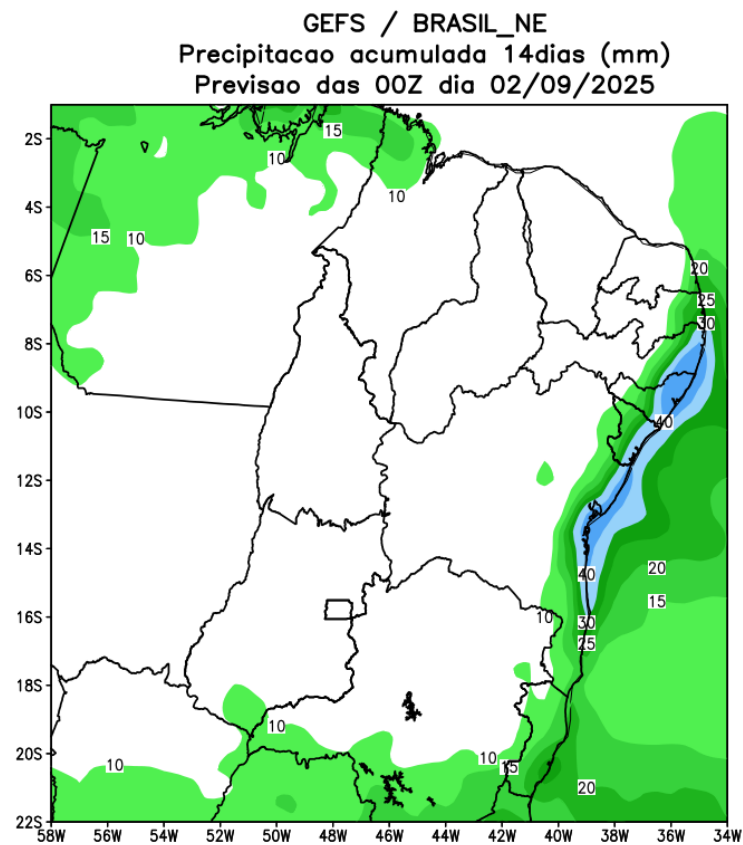 GEFS / BRASIL_NE
Precipitacao acumulada 14dias (mm)
Previsao das 00Z dia 02/09/2025
2S
15
10
10
4S
15
10
20
6S
25
30
8S
10S
40
12S
14S
40
20
15
16S
10
30
25
18S
10
20S
10
10
15
20
22S
58W
56W
54W
52W
50W
48W
46W
44W
42W
40W
38W
36W
34W